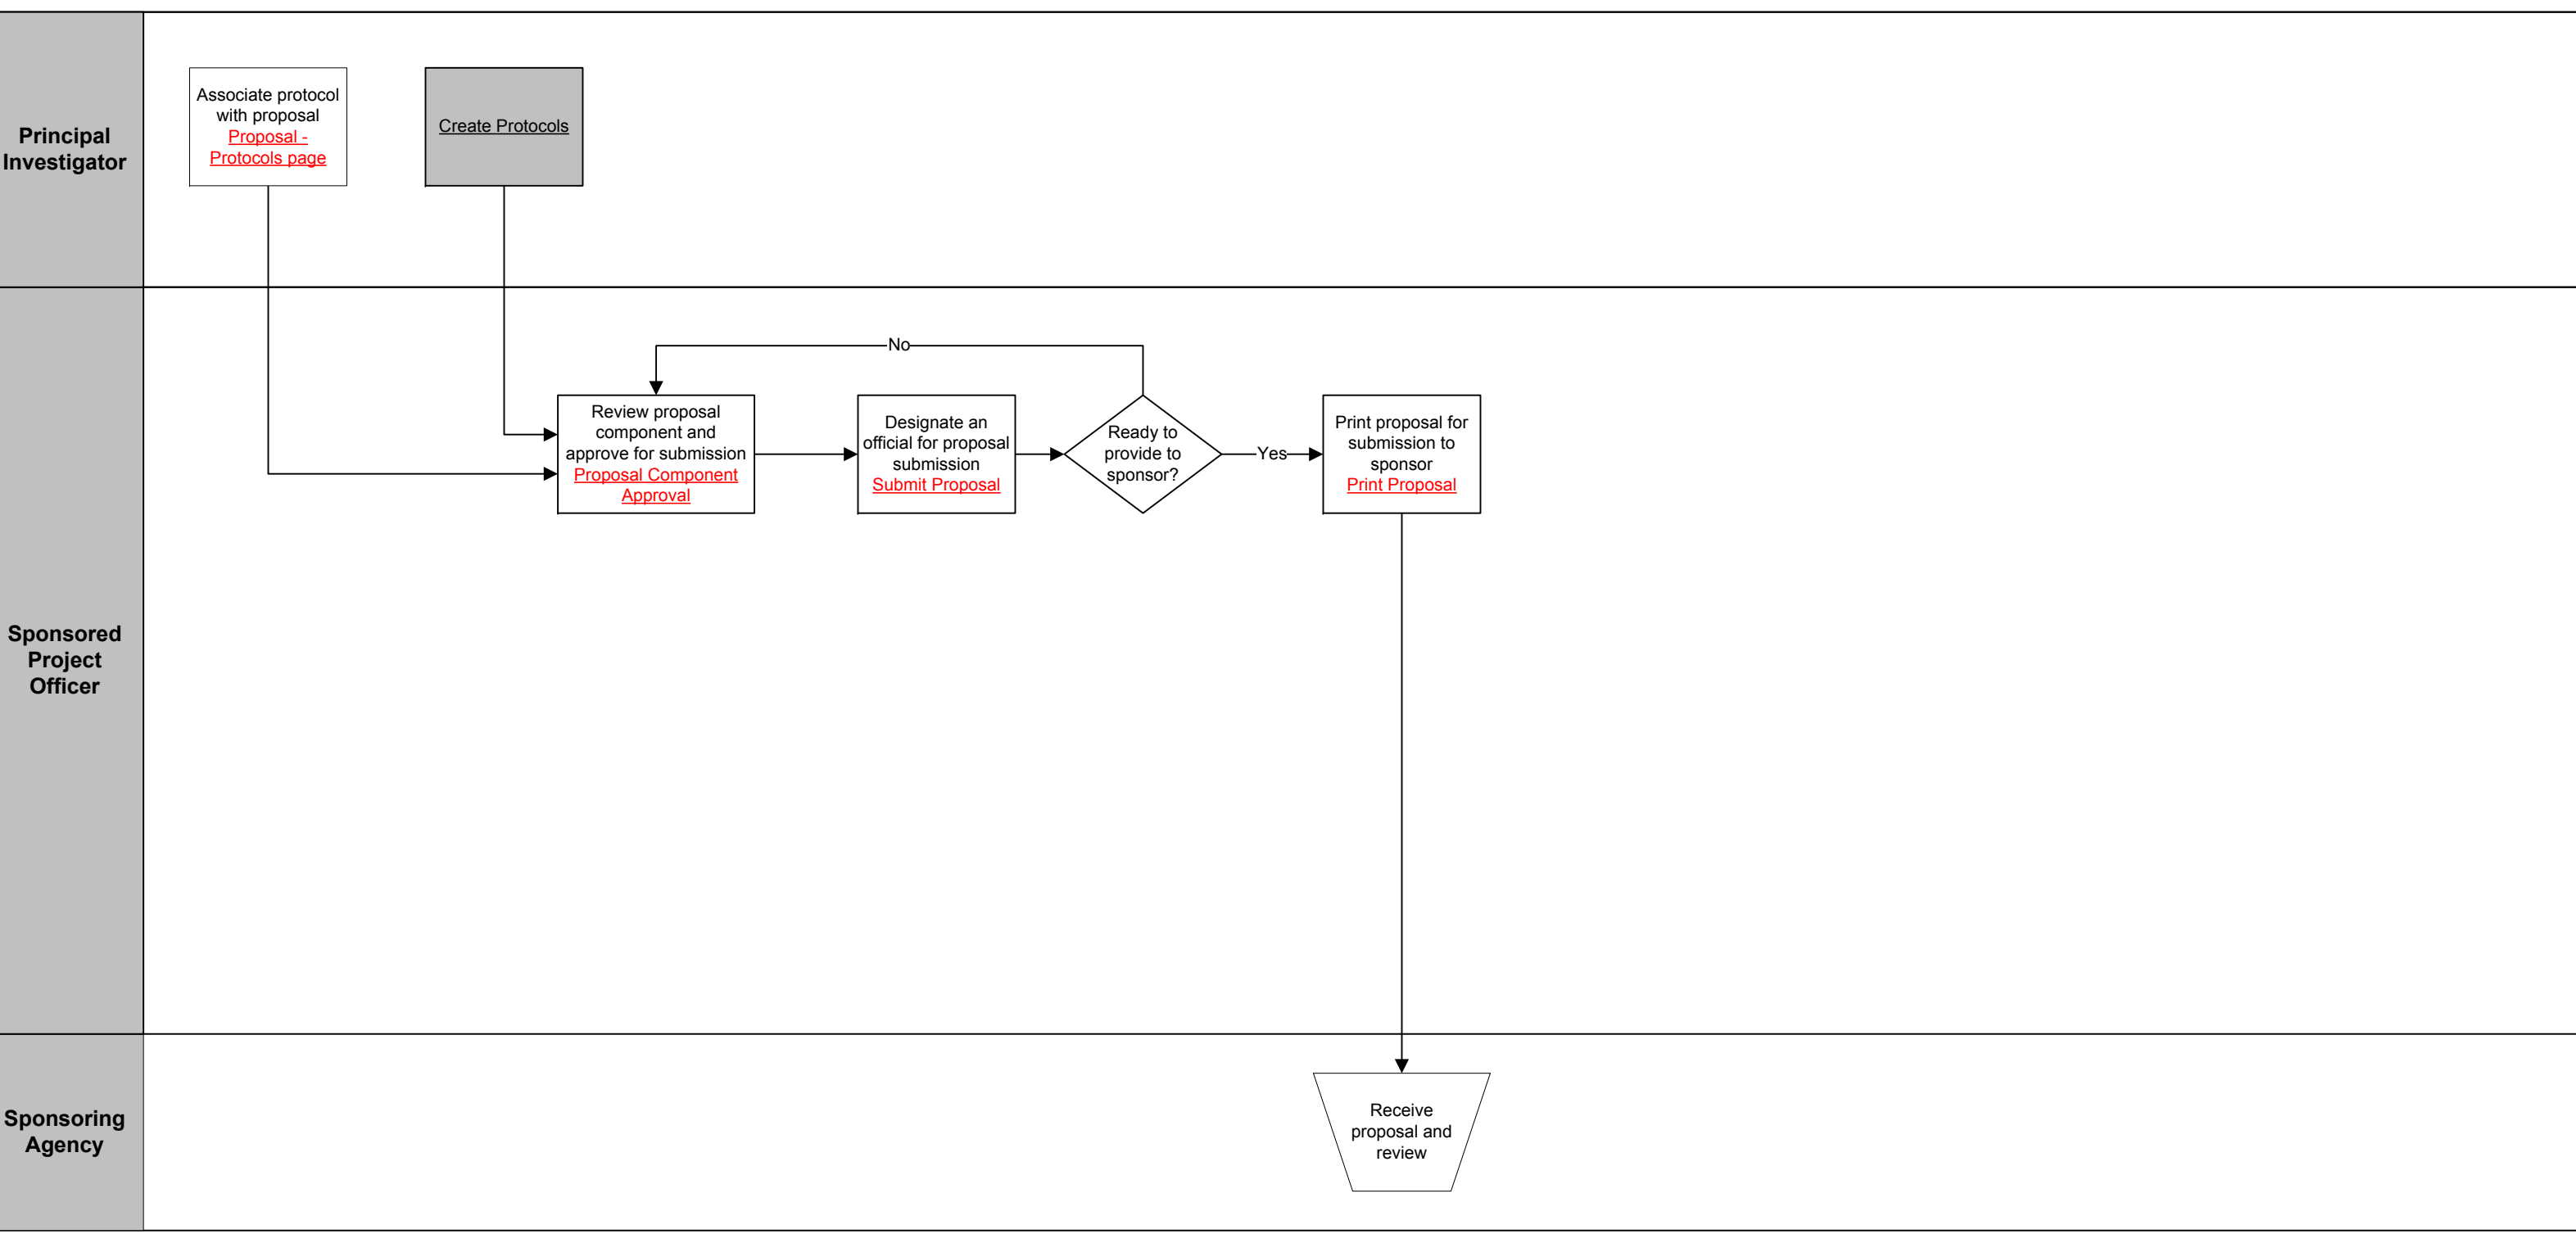 Principal
Investigator
Associate protocol
with proposal
Proposal -
Protocols page
Create Protocols
Sponsored
Project
Officer
No
Review proposal
component and
approve for submission
Proposal Component
Approval
Designate an
official for proposal
submission
Submit Proposal
Ready to
provide to
sponsor?
Yes
Print proposal for
submission to
sponsor
Print Proposal
Sponsoring
Agency
Receive
proposal and
review